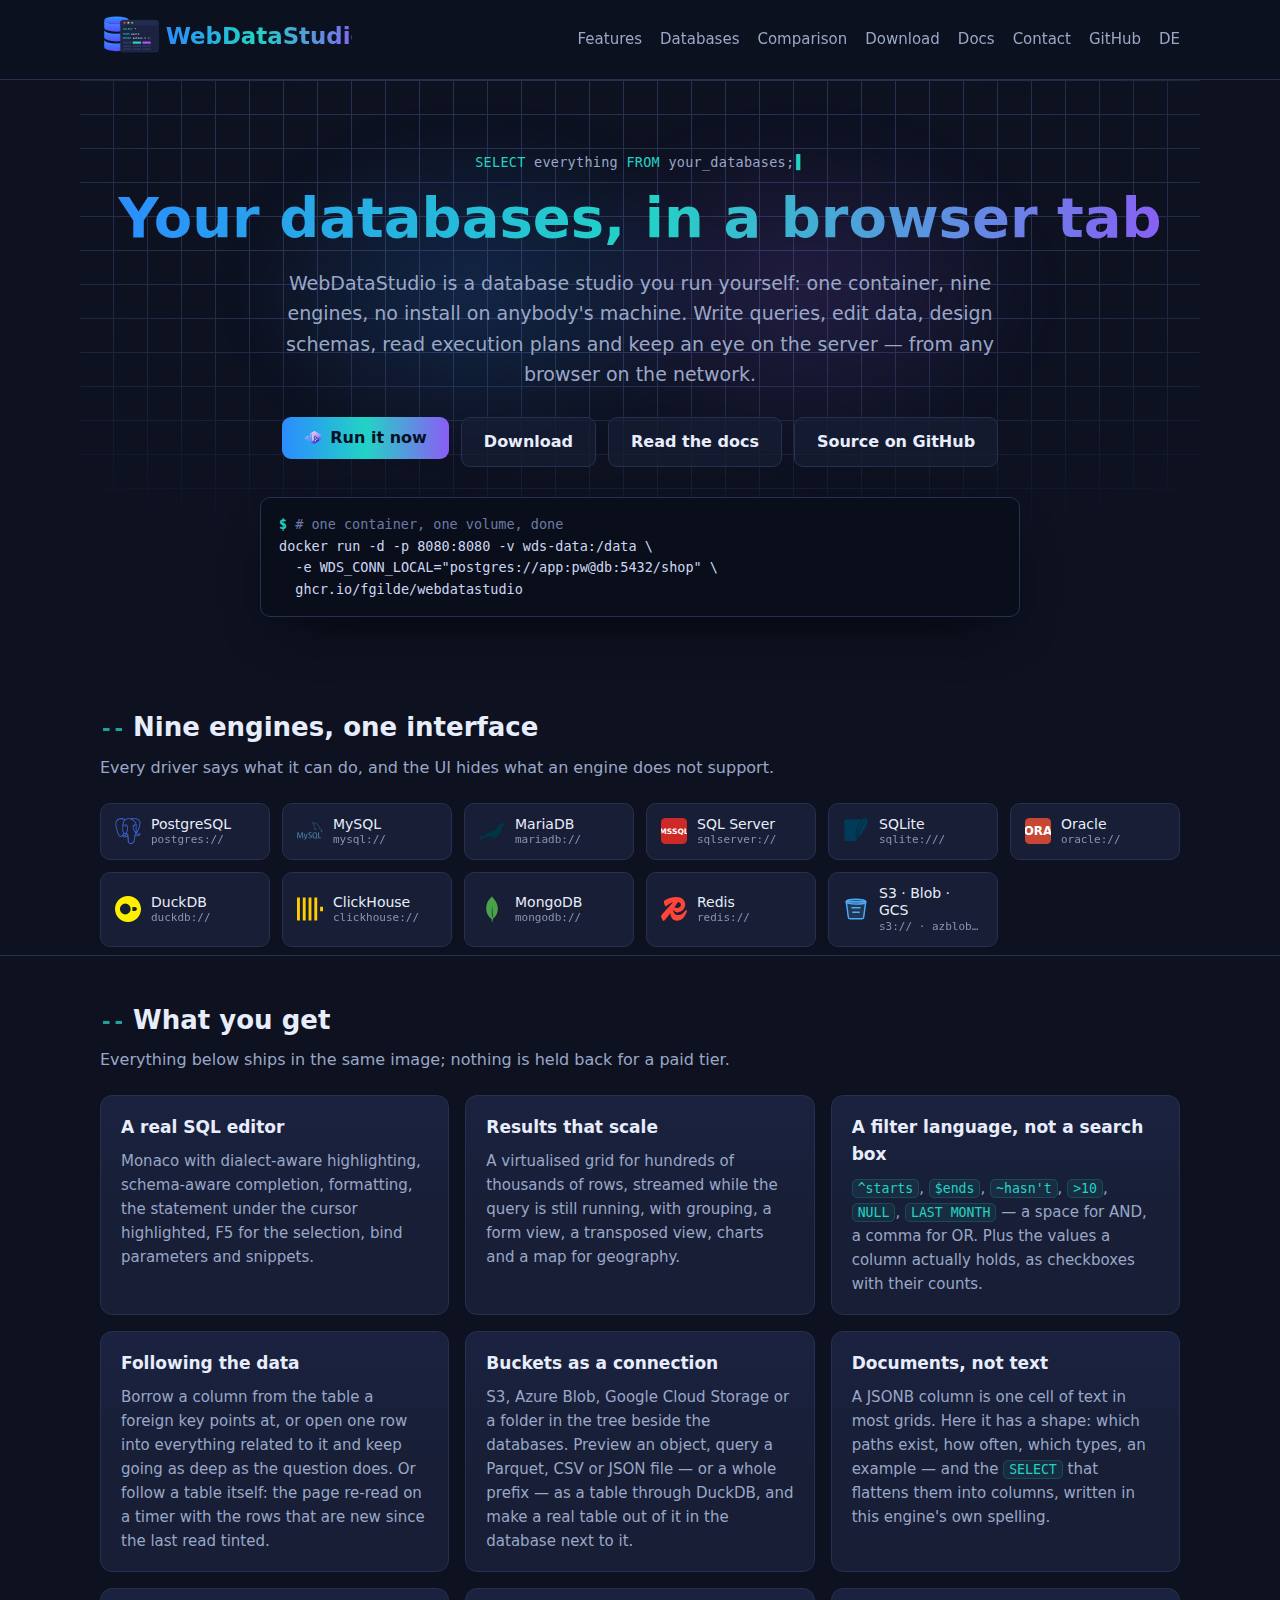 WebDataStudi
Features Databases Comparison Download Docs Contact GitHub DE
SELECT everything FROM your_databases;
Your databases, in a browser tab
WebDataStudio is a database studio you run yourself: one container, nine
engines, no install on anybody's machine. Write queries, edit data, design
schemas, read execution plans and keep an eye on the server — from any
browser on the network.
Run it now Download Read the docs Source on GitHub
$ # one container, one volume, done
docker run -d -p 8080:8080 -v wds-data:/data \
-e WDS_CONN_LOCAL="postgres://app:pw@db:5432/shop" \
ghcr.io/fgilde/webdatastudio
-- Nine engines, one interface
Every driver says what it can do, and the UI hides what an engine does not support.
PostgreSQL
postgres://
MySQL
MySQL
mysql://
MariaDB
mariadb://
MSSQL
SQL Server
sqlserver://
SQLite
sqlite:///
ORA
Oracle
oracle://
DuckDB
duckdb://
ClickHouse
clickhouse://
MongoDB
mongodb://
Redis
redis://
S3 · Blob ·
GCS
s3:// · azblob…
-- What you get
Everything below ships in the same image; nothing is held back for a paid tier.
A real SQL editor
Monaco with dialect-aware highlighting,
schema-aware completion, formatting,
the statement under the cursor
highlighted, F5 for the selection, bind
parameters and snippets.
Results that scale
A virtualised grid for hundreds of
thousands of rows, streamed while the
query is still running, with grouping, a
form view, a transposed view, charts
and a map for geography.
A filter language, not a search
box
^starts, $ends, ~hasn't, >10,
NULL, LAST MONTH — a space for AND,
a comma for OR. Plus the values a
column actually holds, as checkboxes
with their counts.
Following the data
Borrow a column from the table a
foreign key points at, or open one row
into everything related to it and keep
going as deep as the question does. Or
follow a table itself: the page re-read on
a timer with the rows that are new since
the last read tinted.
Buckets as a connection
S3, Azure Blob, Google Cloud Storage or
a folder in the tree beside the
databases. Preview an object, query a
Parquet, CSV or JSON file — or a whole
prefix — as a table through DuckDB, and
make a real table out of it in the
database next to it.
Documents, not text
A JSONB column is one cell of text in
most grids. Here it has a shape: which
paths exist, how often, which types, an
example — and the SELECT that
flattens them into columns, written in
this engine's own spelling.